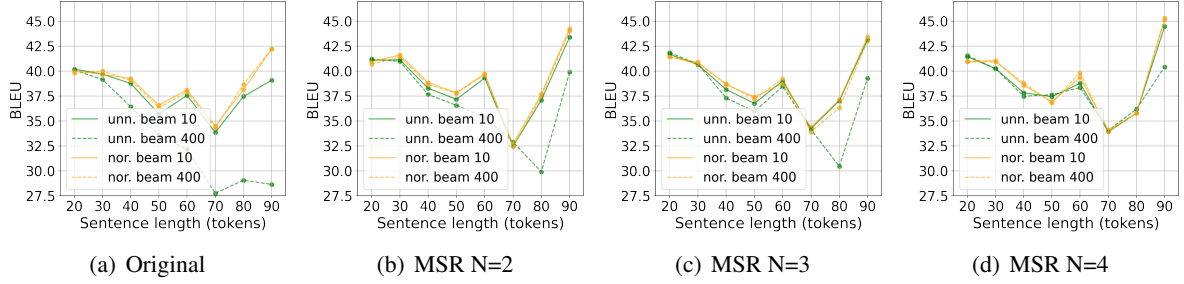 45.0
42.5
40.0
37.5
35.0
32.5
30.0
27.5
BLEU
unn. beam 10
unn. beam 400
nor. beam 10
nor. beam 400
20 30 40 50 60 70 80 90
Sentence length (tokens)
(a) Original
45.0
42.5
40.0
37.5
35.0
32.5
30.0
27.5
BLEU
unn. beam 10
unn. beam 400
nor. beam 10
nor. beam 400
20 30 40 50 60 70 80 90
Sentence length (tokens)
(b) MSR N=2
45.0
42.5
40.0
37.5
35.0
32.5
30.0
27.5
BLEU
unn. beam 10
unn. beam 400
nor. beam 10
nor. beam 400
20 30 40 50 60 70 80 90
Sentence length (tokens)
(c) MSR N=3
45.0
42.5
40.0
37.5
35.0
32.5
30.0
27.5
BLEU
unn. beam 10
unn. beam 400
nor. beam 10
nor. beam 400
20 30 40 50 60 70 80 90
Sentence length (tokens)
(d) MSR N=4